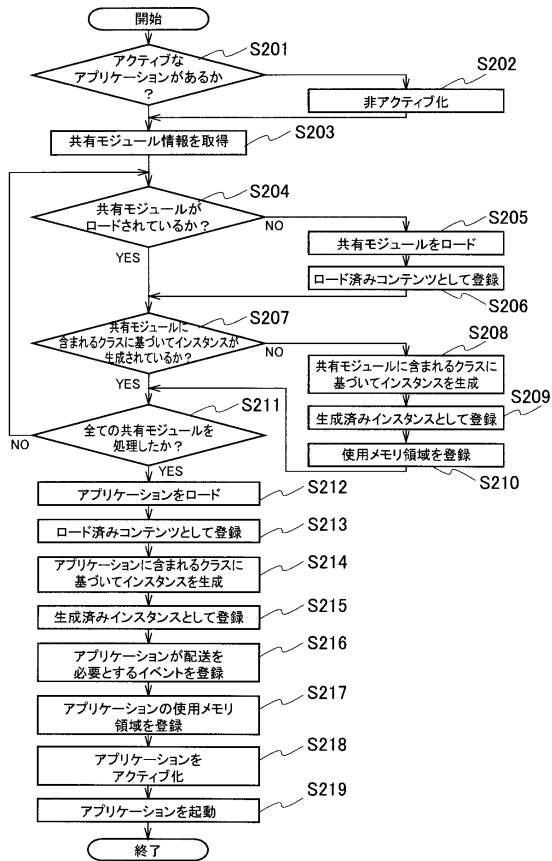 開始
S201
アクティブな
アプリケーションがあるか
?
S202
非アクティブ化
S203
共有モジュール情報を取得
S204
共有モジュールが
ロードされているか?
NO
YES
S205
共有モジュールをロード
ロード済みコンテンツとして登録
S206
S207
共有モジュールに
含まれるクラスに基づいてインスタンスが
生成されているか?
NO
YES
S208
共有モジュールに含まれるクラスに
基づいてインスタンスを生成
S209
生成済みインスタンスとして登録
使用メモリ領域を登録
S210
S211
全ての共有モジュールを
処理したか?
NO
YES
S212
アプリケーションをロード
S213
ロード済みコンテンツとして登録
S214
アプリケーションに含まれるクラスに
基づいてインスタンスを生成
S215
生成済みインスタンスとして登録
S216
アプリケーションが配送を
必要とするイベントを登録
S217
アプリケーションの使用メモリ
領域を登録
S218
アプリケーションを
アクティブ化
S219
アプリケーションを起動
終了